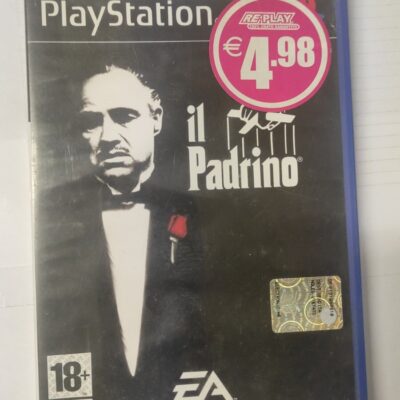 PlayStation
RE-PLAY
€4.98
il
Padrino®
18+
EA